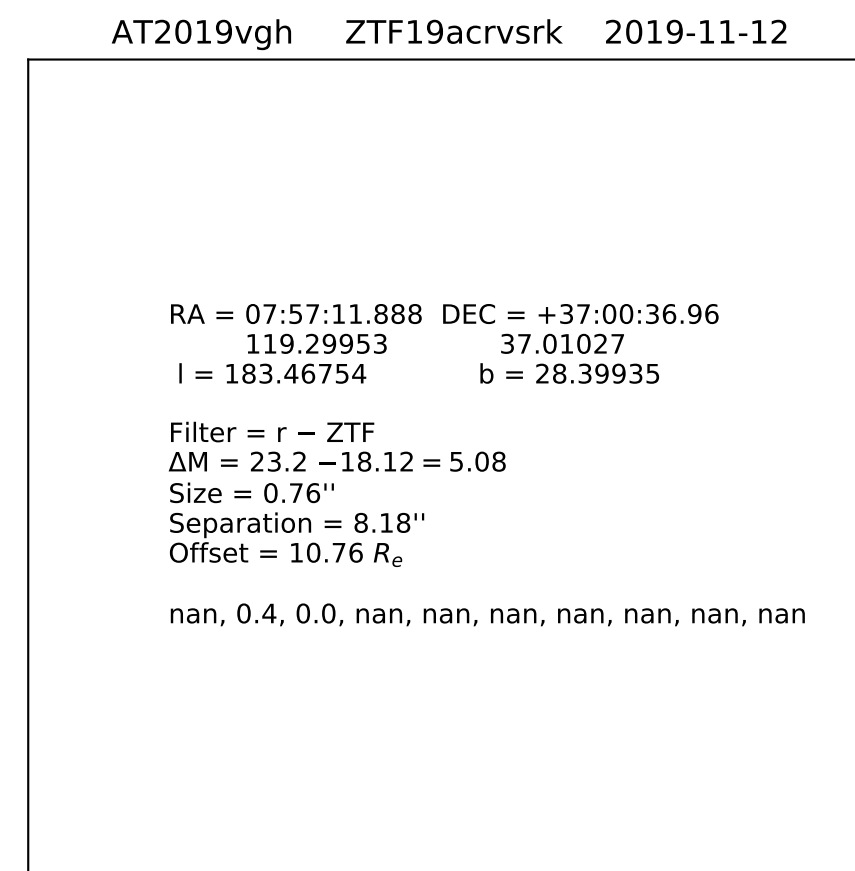 AT2019vgh ZTF19acrvsrk 2019-11-12
RA = 07:57:11.888 DEC = +37:00:36.96
119.29953 37.01027
l = 183.46754 b = 28.39935
Filter = r − ZTF
ΔM = 23.2 −18.12 = 5.08
Size = 0.76''
Separation = 8.18''
Offset = 10.76 Rₑ
nan, 0.4, 0.0, nan, nan, nan, nan, nan, nan, nan